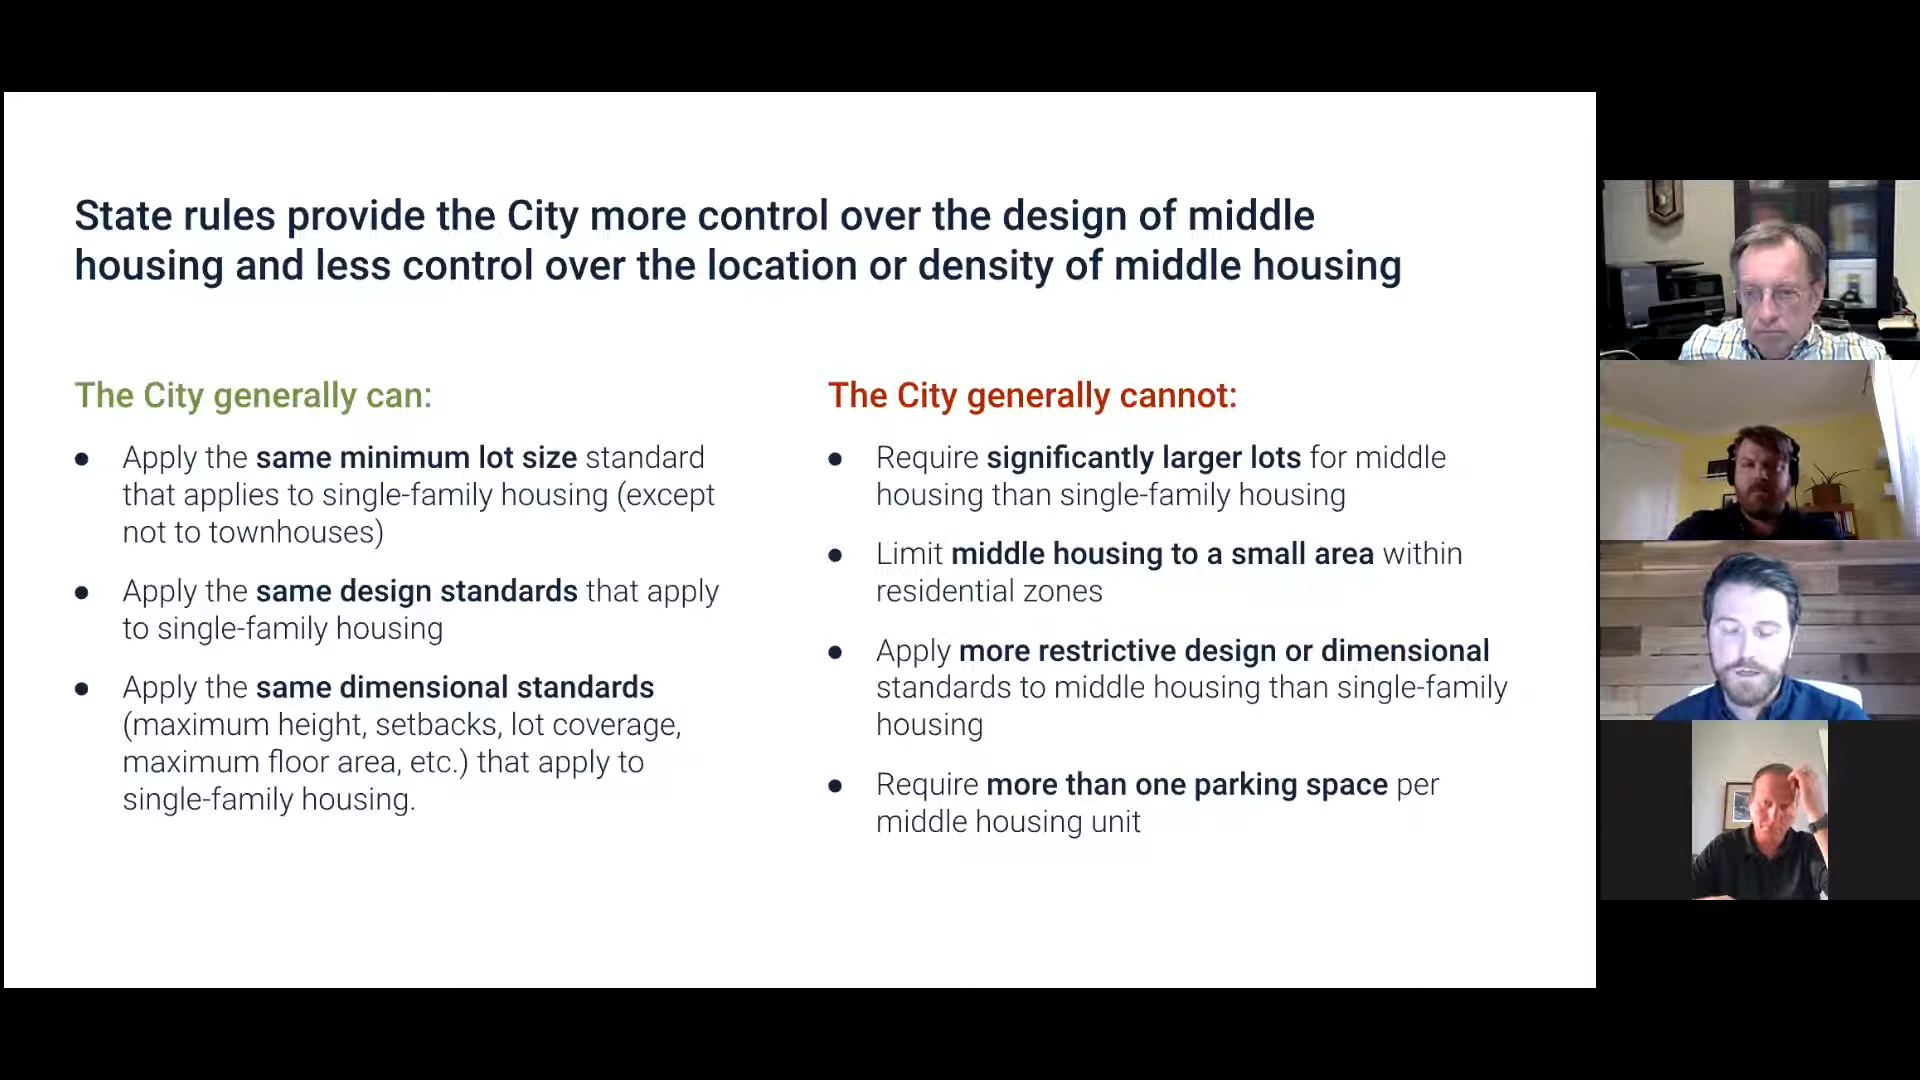 State rules provide the City more control over the design of middle
housing and less control over the location or density of middle housing
The City generally can:
● Apply the same minimum lot size standard
that applies to single-family housing (except
not to townhouses)
● Apply the same design standards that apply
to single-family housing
● Apply the same dimensional standards
(maximum height, setbacks, lot coverage,
maximum floor area, etc.) that apply to
single-family housing.
The City generally cannot:
● Require significantly larger lots for middle
housing than single-family housing
● Limit middle housing to a small area within
residential zones
● Apply more restrictive design or dimensional
standards to middle housing than single-family
housing
● Require more than one parking space per
middle housing unit